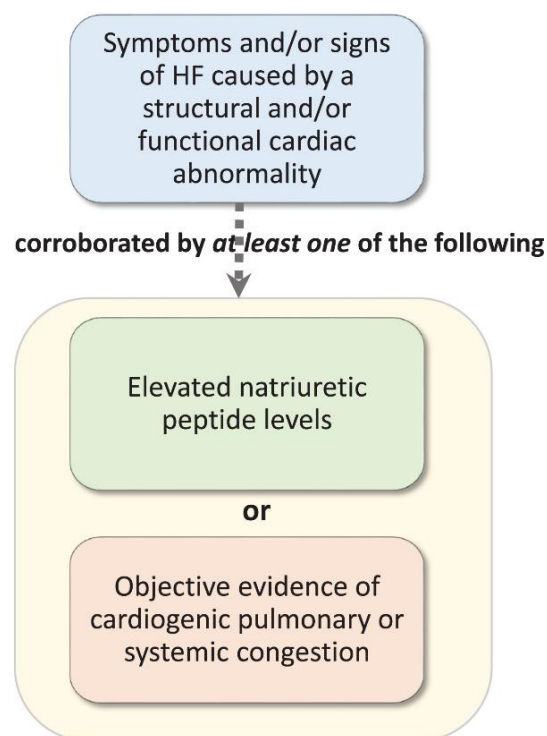 Symptoms and/or signs
of HF caused by a
structural and/or
functional cardiac
abnormality
corroborated by at least one of the following
Elevated natriuretic
peptide levels
or
Objective evidence of
cardiogenic pulmonary or
systemic congestion